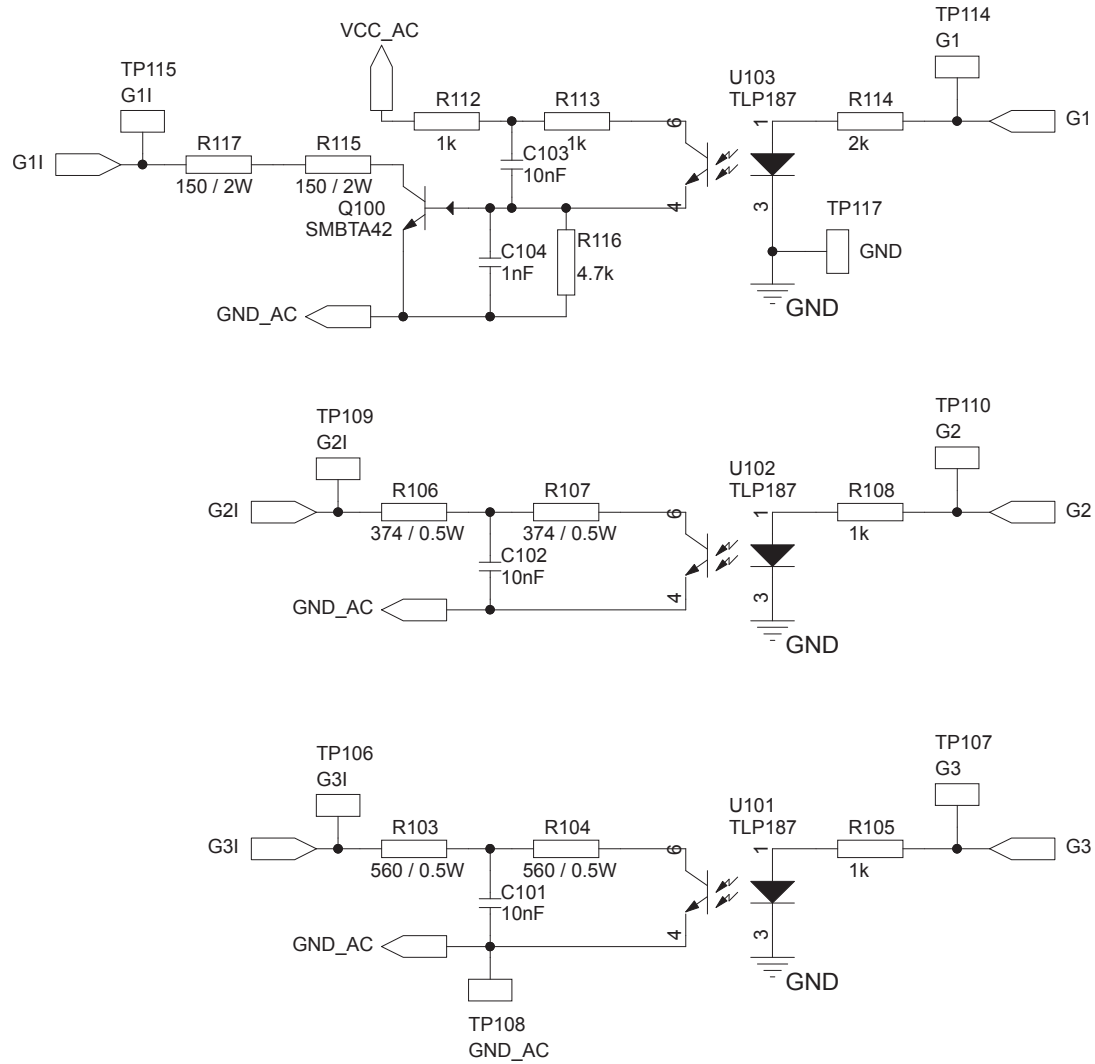 TP114
G1
VCC_AC
TP115
G1I
U103
TLP187
R112
R113
R114
1
6
G1
1k
1k
2k
G1I
R117
R115
C103
10nF
150 / 2W
150 / 2W
Q100
SMBTA42
4
3
TP117
GND
R116
4.7k
C104
1nF
GND_AC
GND
TP109
G2I
TP110
G2
U102
TLP187
R106
R107
R108
1
6
G2I
G2
374 / 0.5W
374 / 0.5W
1k
C102
10nF
GND_AC
4
3
GND
TP106
G3I
TP107
G3
U101
TLP187
R103
R104
R105
1
6
G3I
G3
560 / 0.5W
560 / 0.5W
1k
C101
10nF
GND_AC
4
3
GND
TP108
GND_AC